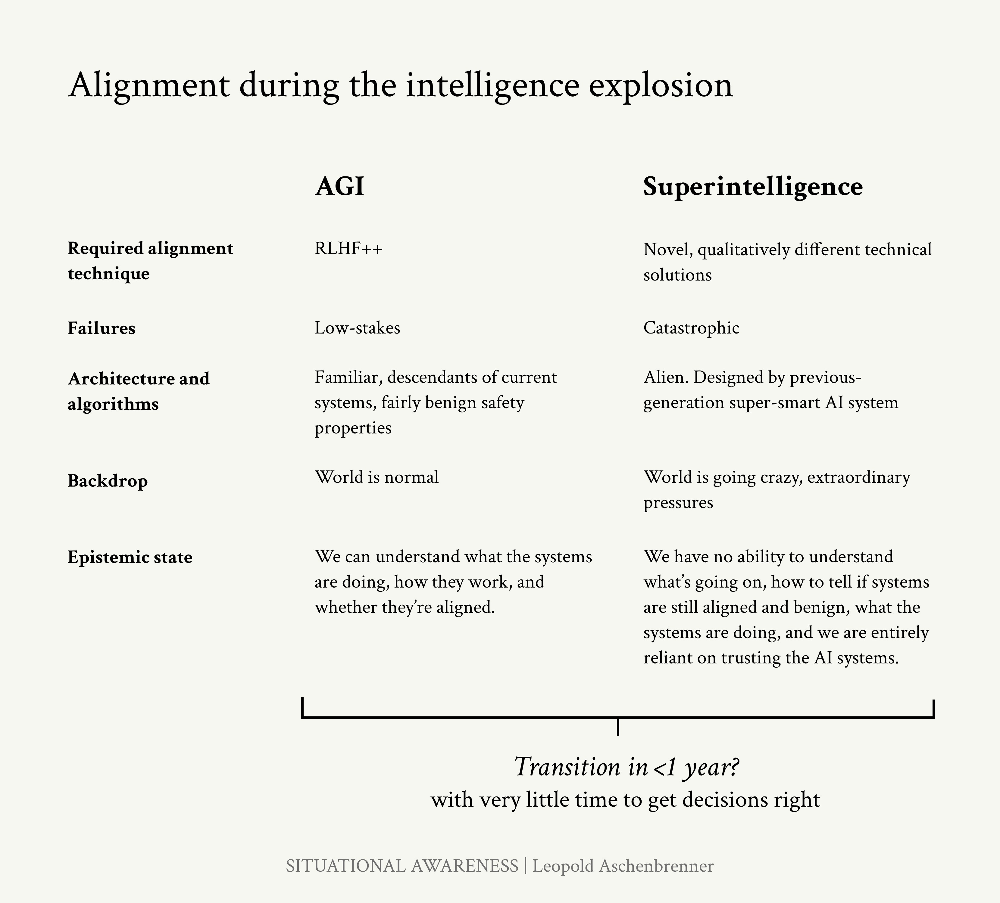 Alignment during the intelligence explosion
AGI
Superintelligence
Required alignment
technique
RLHF++
Novel, qualitatively different technical
solutions
Failures
Low-stakes
Catastrophic
Architecture and
algorithms
Familiar, descendants of current
systems, fairly benign safety
properties
Alien. Designed by previous-
generation super-smart AI system
Backdrop
World is normal
World is going crazy, extraordinary
pressures
Epistemic state
We can understand what the systems
are doing, how they work, and
whether they’re aligned.
We have no ability to understand
what’s going on, how to tell if systems
are still aligned and benign, what the
systems are doing, and we are entirely
reliant on trusting the AI systems.
Transition in <1 year?
with very little time to get decisions right
SITUATIONAL AWARENESS | Leopold Aschenbrenner